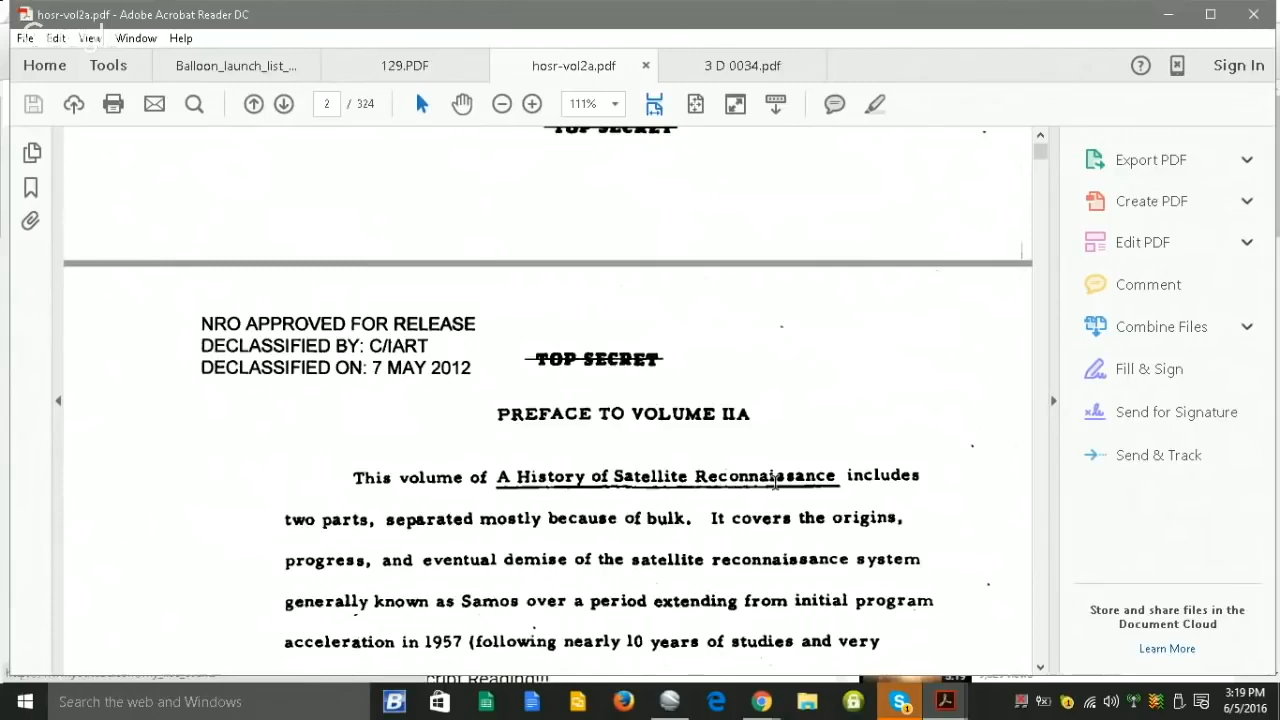 hosr-vol2a.pdf - Adobe Acrobat Reader DC
File Edit View Window Help
Home Tools Balloon_launch_list_... 129.PDF hosr-vol2a.pdf × 3 D 0034.pdf Sign In
2 / 324 111%
TOP SECRET
Export PDF
Create PDF
Edit PDF
Comment
Combine Files
Fill & Sign
Send for Signature
Send & Track
Store and share files in the
Document Cloud
Learn More
NRO APPROVED FOR RELEASE
DECLASSIFIED BY: C/IART
DECLASSIFIED ON: 7 MAY 2012
TOP SECRET
PREFACE TO VOLUME IIA
This volume of A History of Satellite Reconnaissance includes
two parts, separated mostly because of bulk. It covers the origins,
progress, and eventual demise of the satellite reconnaissance system
generally known as Samos over a period extending from initial program
acceleration in 1957 (following nearly 10 years of studies and very
Search the web and Windows
3:19 PM
6/5/2016